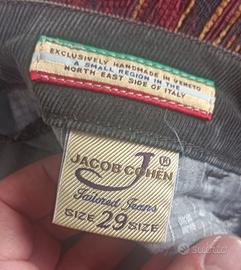 EXCLUSIVELY HANDMADE IN VENETO
A SMALL REGION IN THE
NORTH EAST SIDE OF ITALY
J
JACOB COHEN®
Tailored Jeans
SIZE 29 SIZE
subito